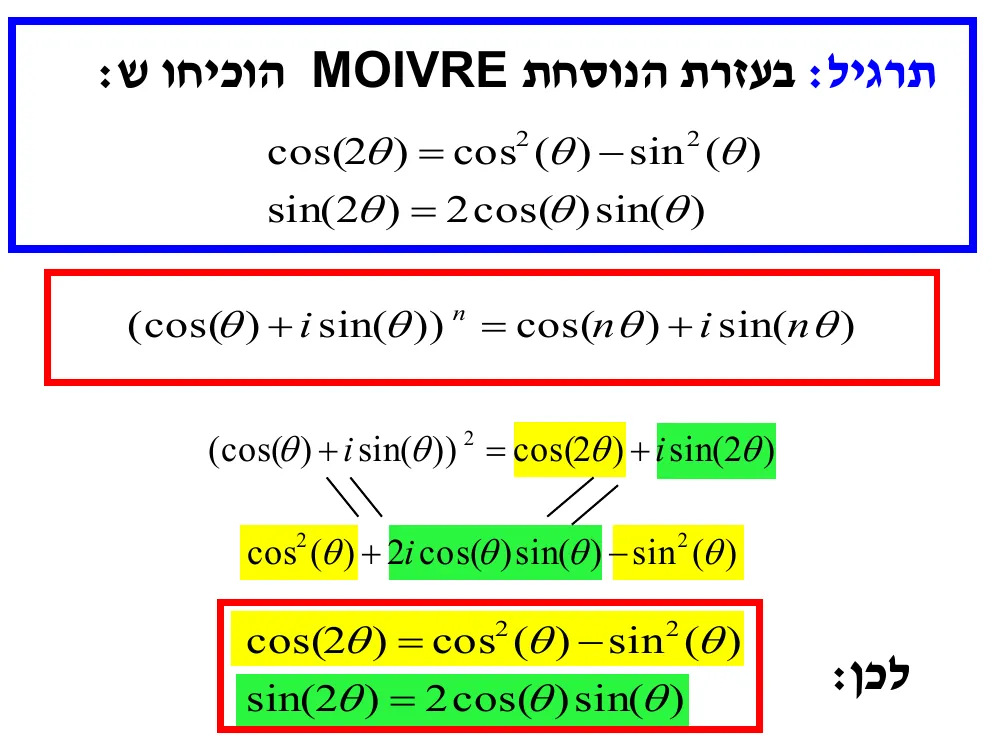 תרגיל: בעזרת הנוסחת MOIVRE הוכיחו ש:
cos(2θ) = cos²(θ) − sin²(θ)
sin(2θ) = 2cos(θ)sin(θ)
(cos(θ) + i sin(θ))ⁿ = cos(nθ) + i sin(nθ)
(cos(θ) + i sin(θ))² = cos(2θ) + i sin(2θ)
cos²(θ) + 2i cos(θ)sin(θ) − sin²(θ)
cos(2θ) = cos²(θ) − sin²(θ)
לכן:
sin(2θ) = 2cos(θ)sin(θ)